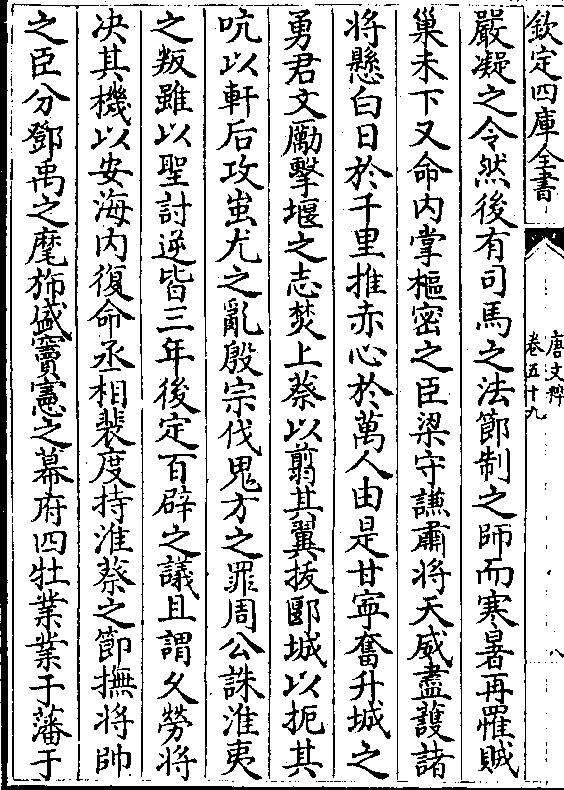 欽定四庫全書
唐文粹
卷五十九
八
嚴凝之令然後有司馬之法節制之師而寒暑再罹賊
巢未下又命内掌樞密之臣梁守謙肅将天威盡護諸
将懸白日於千里推赤心於萬人由是甘寧奮升城之
勇君文勵擊堰之志焚上蔡以翦其翼拔郾城以扼其
吭以軒后攻蚩尤之亂殷宗伐鬼方之罪周公誅淮夷
之叛雖以聖討逆皆三年後定百辟之議且謂久勞将
决其機以安海内復命丞相裴度持淮蔡之節撫将帥
之臣分鄧禹之麾斾盛竇憲之幕府四牡業業于藩于